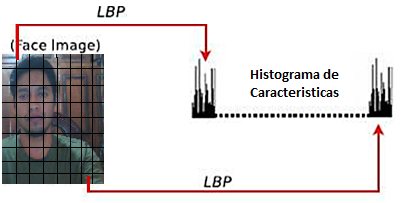 LBP
(Face Image)
Histograma de
Caracteristicas
LBP